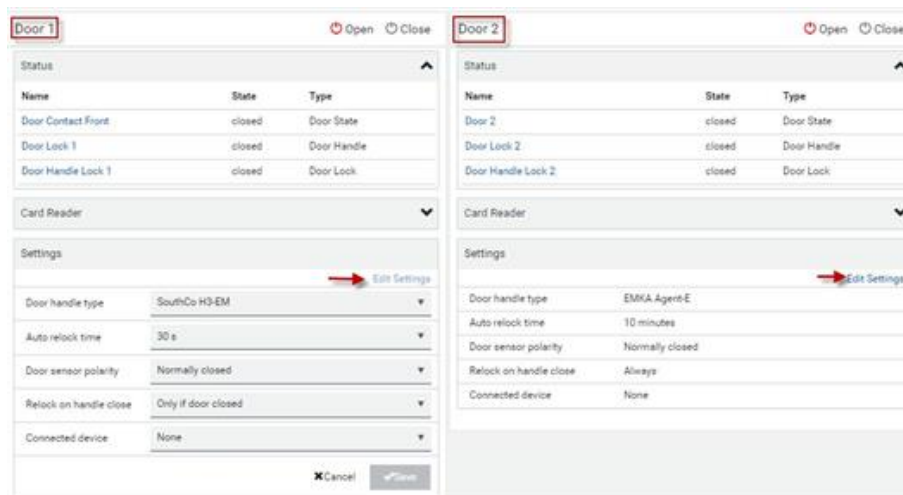 Door 1
Open
Close
Status
Name State Type
Door Contact Front closed Door State
Door Lock 1 closed Door Handle
Door Handle Lock 1 closed Door Lock
Card Reader
Settings
Edit Settings
Door handle type SouthCo H3-EM
Auto relock time 30 s
Door sensor polarity Normally closed
Relock on handle close Only if door closed
Connected device None
Cancel Save
Door 2
Open
Close
Status
Name State Type
Door 2 closed Door State
Door Lock 2 closed Door Handle
Door Handle Lock 2 closed Door Lock
Card Reader
Settings
Edit Settings
Door handle type EMKA Agent-E
Auto relock time 10 minutes
Door sensor polarity Normally closed
Relock on handle close Always
Connected device None